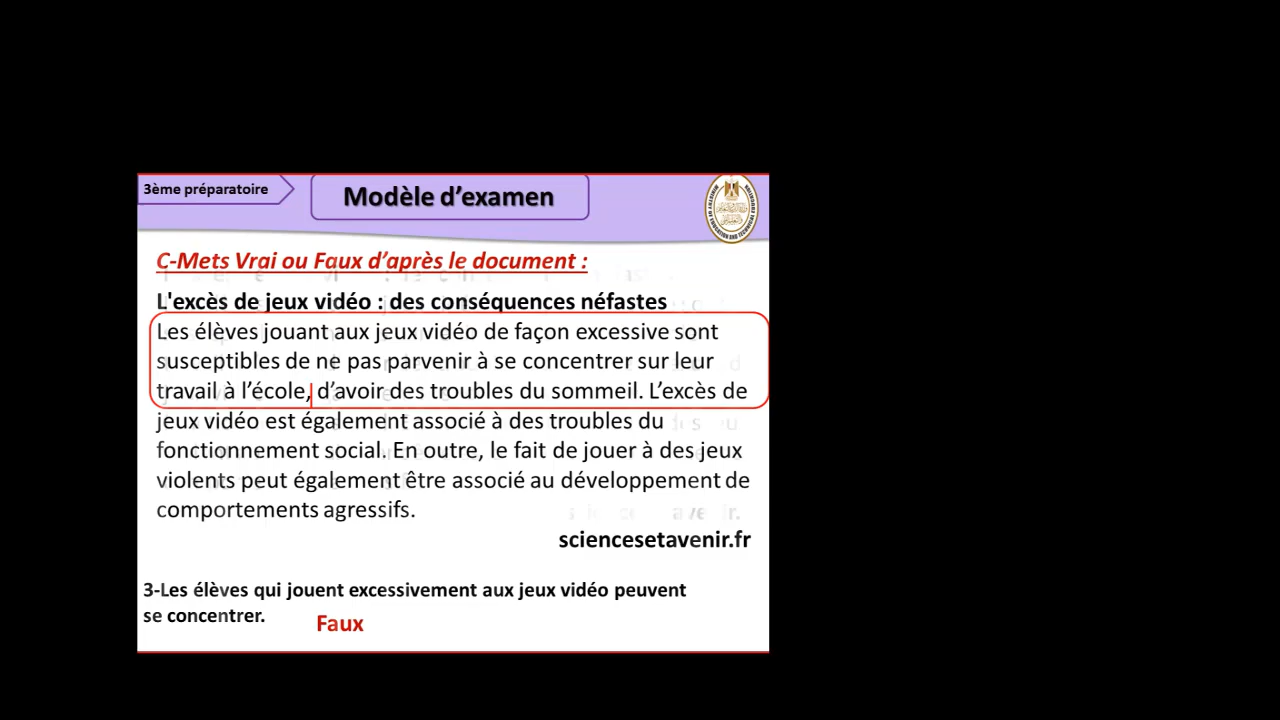 3ème préparatoire
Modèle d’examen
C-Mets Vrai ou Faux d’après le document :
L'excès de jeux vidéo : des conséquences néfastes
Les élèves jouant aux jeux vidéo de façon excessive sont
susceptibles de ne pas parvenir à se concentrer sur leur
travail à l’école, d’avoir des troubles du sommeil. L’excès de
jeux vidéo est également associé à des troubles du
fonctionnement social. En outre, le fait de jouer à des jeux
violents peut également être associé au développement de
comportements agressifs.
sciencesetavenir.fr
3-Les élèves qui jouent excessivement aux jeux vidéo peuvent
se concentrer.
Faux